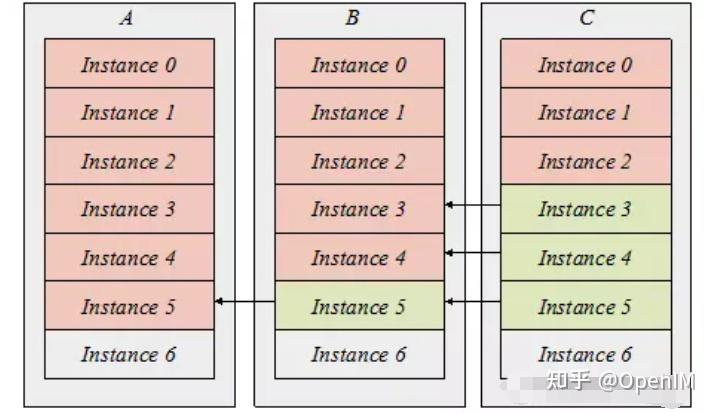 A B C
Instance 0 Instance 0 Instance 0
Instance 1 Instance 1 Instance 1
Instance 2 Instance 2 Instance 2
Instance 3 Instance 3 Instance 3
Instance 4 Instance 4 Instance 4
Instance 5 Instance 5 Instance 5
Instance 6 Instance 6 Instance 6
知乎 @OpenIM